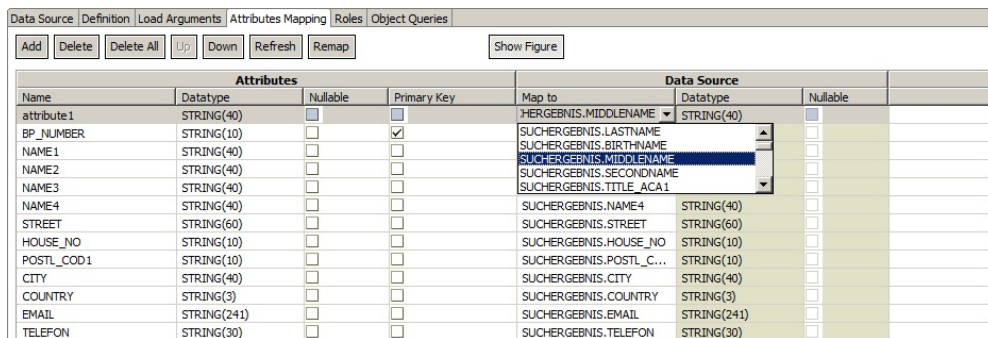 Data Source Definition Load Arguments Attributes Mapping Roles Object Queries
Add Delete Delete All Up Down Refresh Remap Show Figure
Attributes Data Source
Name Datatype Nullable Primary Key Map to Datatype Nullable
attribute1 STRING(40) HERGEBNIS.MIDDLENAME STRING(40)
BP_NUMBER STRING(10) SUCHERGEBNIS.LASTNAME
NAME1 STRING(40) SUCHERGEBNIS.BIRTHNAME
SUCHERGEBNIS.MIDDLENAME
NAME2 STRING(40) SUCHERGEBNIS.SECONDNAME
NAME3 STRING(40) SUCHERGEBNIS.TITLE_ACA1
NAME4 STRING(40) SUCHERGEBNIS.NAME4 STRING(40)
STREET STRING(60) SUCHERGEBNIS.STREET STRING(60)
HOUSE_NO STRING(10) SUCHERGEBNIS.HOUSE_NO STRING(10)
POSTL_COD1 STRING(10) SUCHERGEBNIS.POSTL_C... STRING(10)
CITY STRING(40) SUCHERGEBNIS.CITY STRING(40)
COUNTRY STRING(3) SUCHERGEBNIS.COUNTRY STRING(3)
EMAIL STRING(241) SUCHERGEBNIS.EMAIL STRING(241)
TELEFON STRING(30) SUCHERGEBNIS.TELEFON STRING(30)